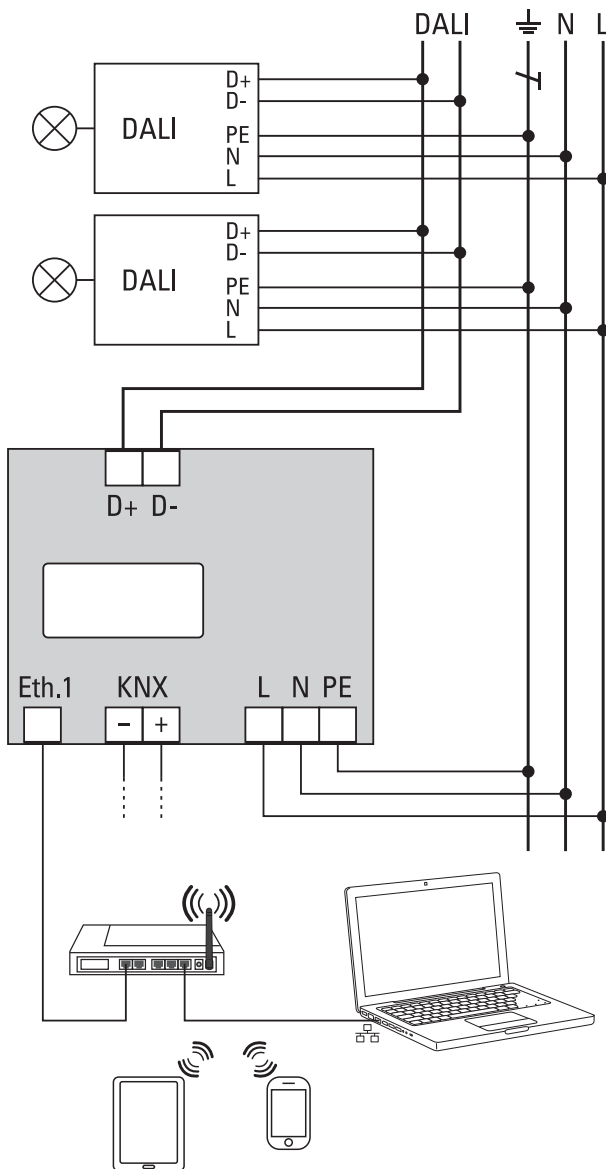 DALI N L
D+
D-
DALI
PE
N
L
D+
D-
DALI
PE
N
L
D+ D-
Eth.1 KNX L N PE
- +